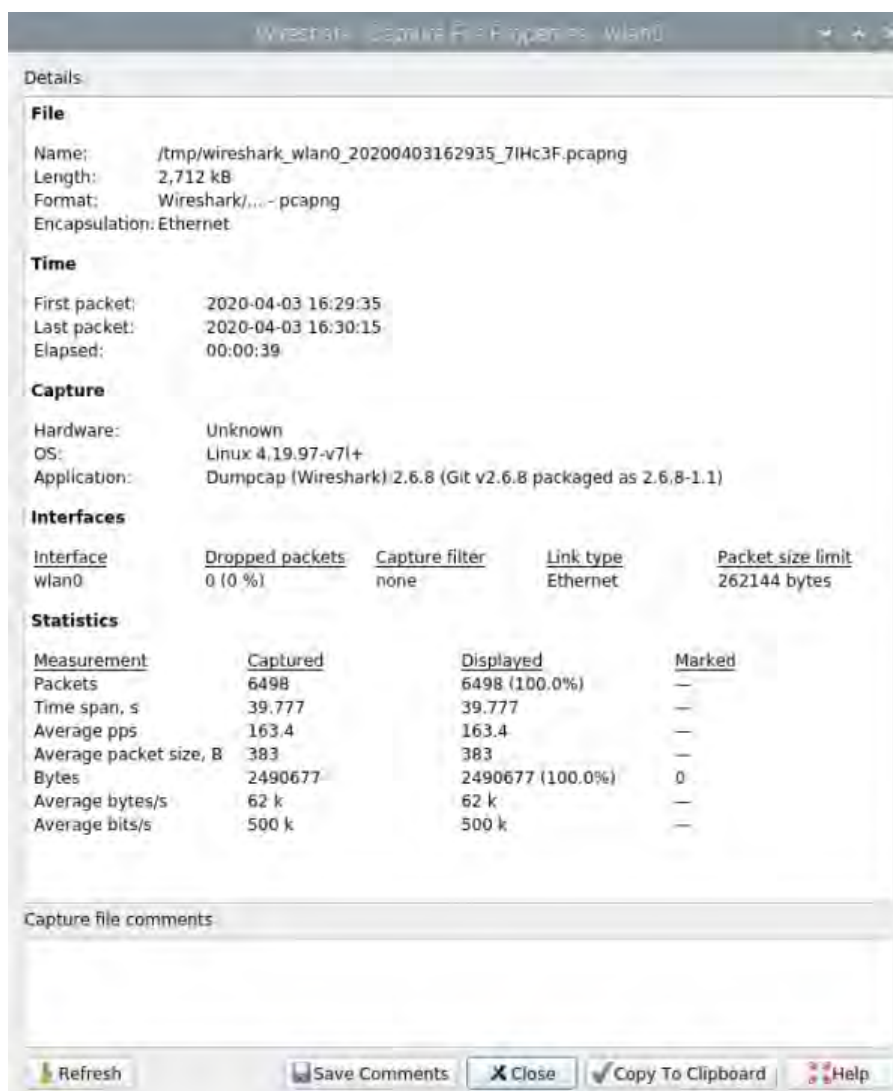 Wireshark · Capture File Properties · wlan0
Details
File
Name: /tmp/wireshark_wlan0_20200403162935_7IHc3F.pcapng
Length: 2,712 kB
Format: Wireshark/... - pcapng
Encapsulation: Ethernet
Time
First packet: 2020-04-03 16:29:35
Last packet: 2020-04-03 16:30:15
Elapsed: 00:00:39
Capture
Hardware: Unknown
OS: Linux 4.19.97-v7l+
Application: Dumpcap (Wireshark) 2.6.8 (Git v2.6.8 packaged as 2.6.8-1.1)
Interfaces
Interface Dropped packets Capture filter Link type Packet size limit
wlan0 0 (0 %) none Ethernet 262144 bytes
Statistics
Measurement Captured Displayed Marked
Packets 6498 6498 (100.0%) —
Time span, s 39.777 39.777 —
Average pps 163.4 163.4 —
Average packet size, B 383 383 —
Bytes 2490677 2490677 (100.0%) 0
Average bytes/s 62 k 62 k —
Average bits/s 500 k 500 k —
Capture file comments
Refresh Save Comments Close Copy To Clipboard Help